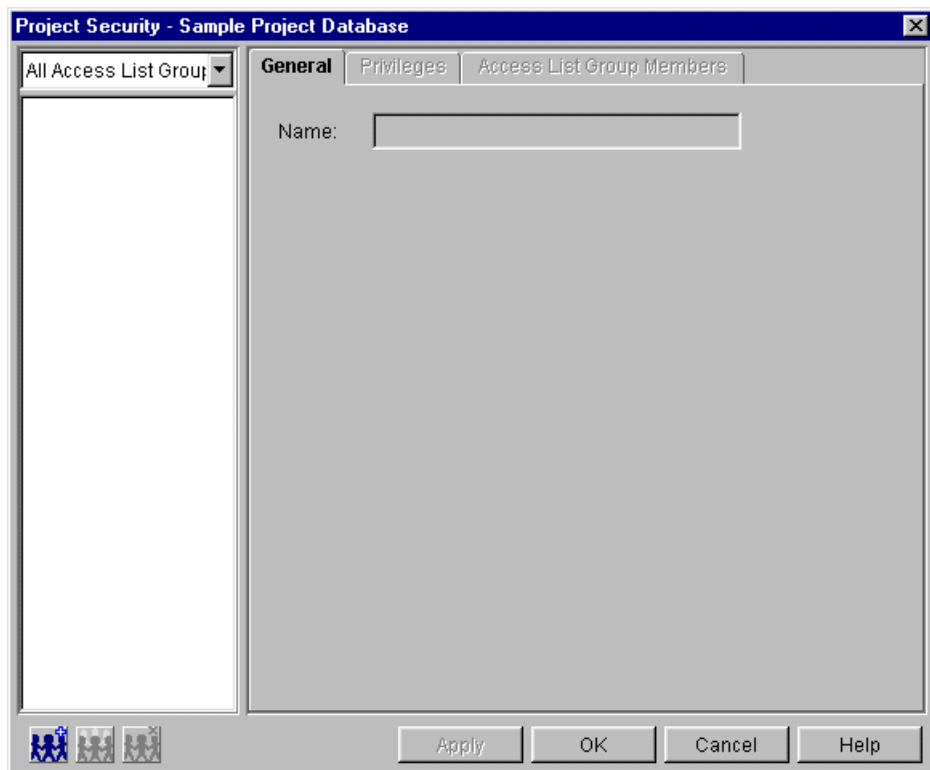 Project Security - Sample Project Database
All Access List Grou
General Privileges Access List Group Members
Name:
Apply OK Cancel Help